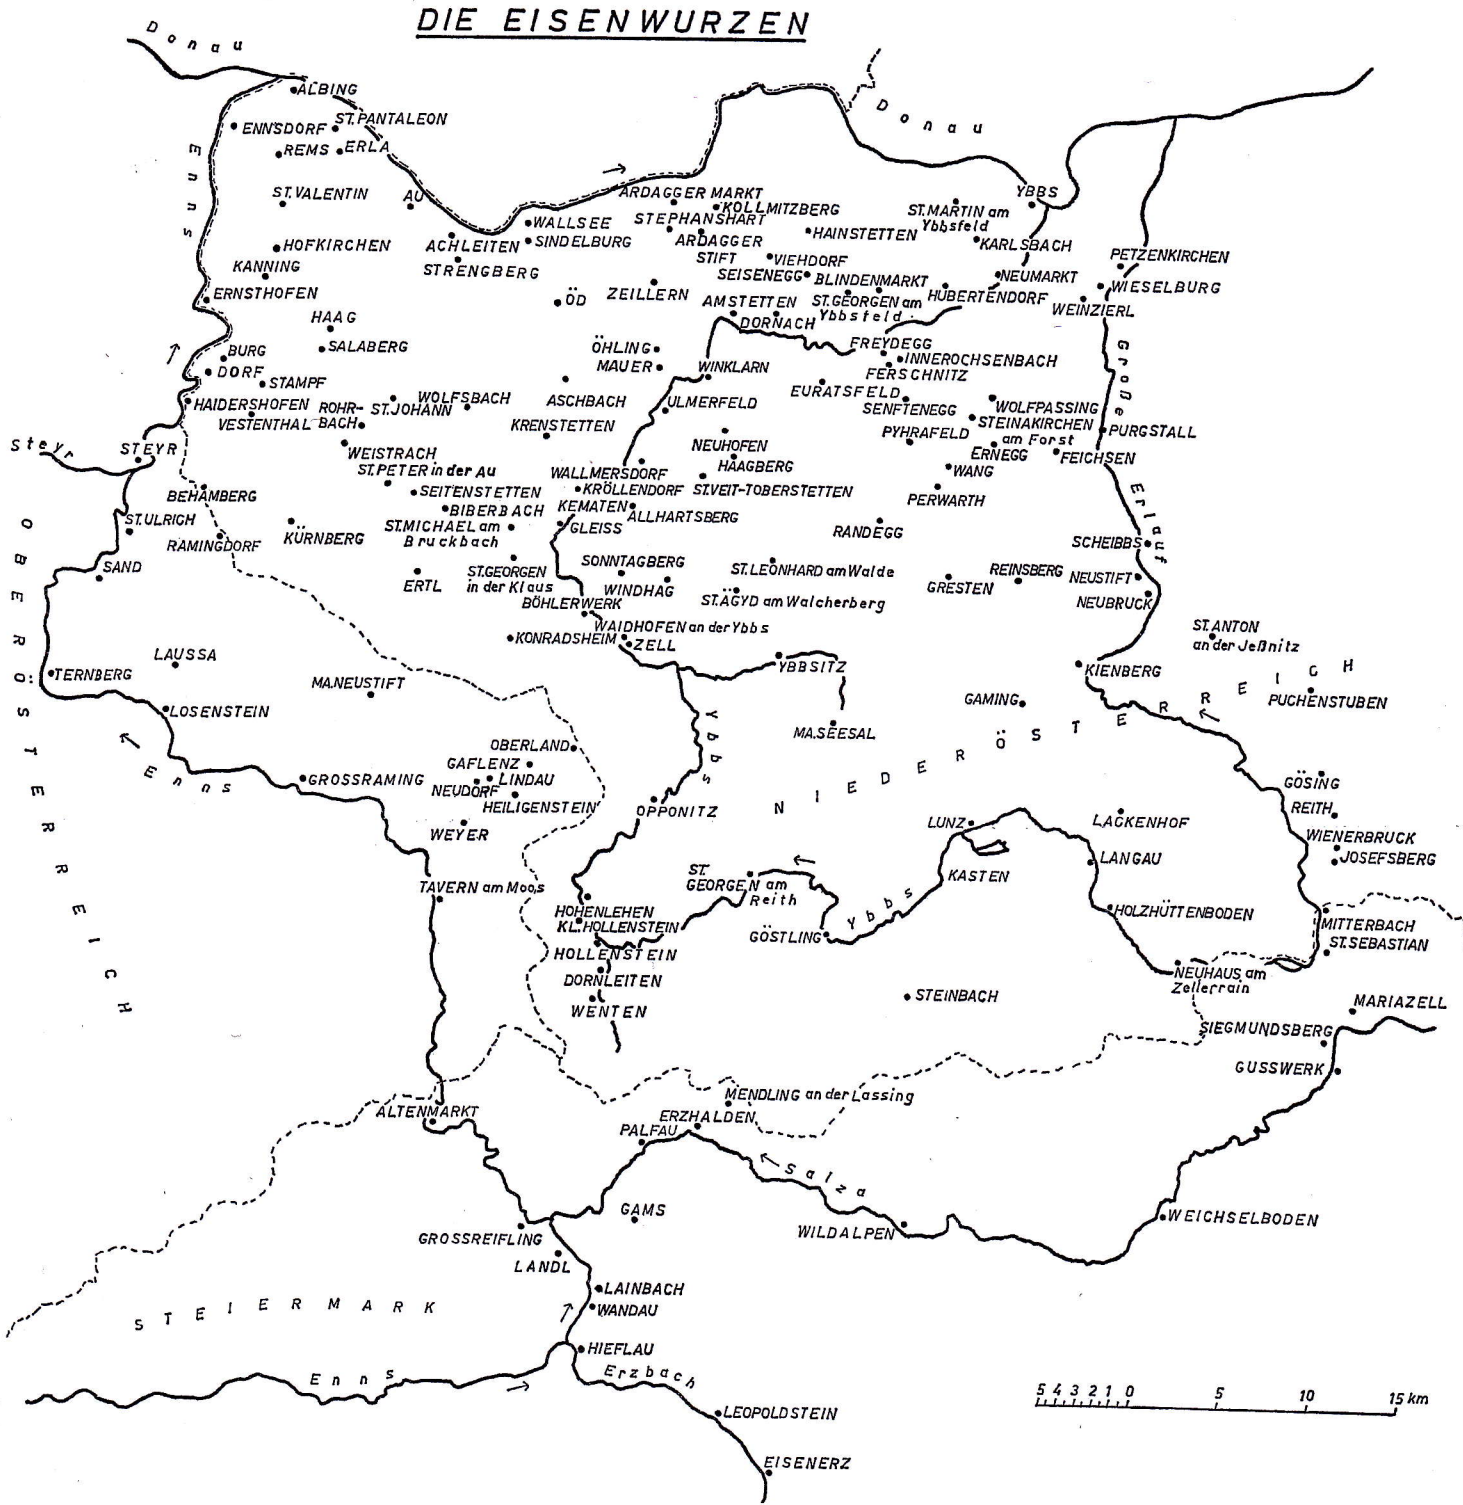 DIE EISENWURZEN
Donau
ALBING
Donau
ST.PANTALEON
ENNSDORF
REMS
ERLA
Enns
ST.VALENTIN
AU
ARDAGGER MARKT
KOLLMITZBERG
YBBS
ST.MARTIN am
Ybbsfeld
WALLSEE
STEPHANSHART
HAINSTETTEN
HOFKIRCHEN
ACHLEITEN
SINDELBURG
ARDAGGER
STIFT
KARLSBACH
PETZENKIRCHEN
KANNING
STRENGBERG
VIEHDORF
SEISENEGG
BLINDENMARKT
NEUMARKT
WIESELBURG
ERNSTHOFEN
ÖD
ZEILLERN
AMSTETTEN
ST.GEORGEN am
Ybbsfeld
HUBERTENDORF
WEINZIERL
HAAG
DORNACH
BURG
SALABERG
ÖHLING
FREYDEGG
INNEROCHSENBACH
Große
DORF
MAUER
WINKLARN
FERSCHNITZ
STAMPF
ASCHBACH
EURATSFELD
HAIDERSHOFEN
ROHR-
BACH
ST.JOHANN
WOLFSBACH
ULMERFELD
SENFTENEGG
WOLFPASSING
VESTENTHAL
KRENSTETTEN
STEINAKIRCHEN
am Forst
PURGSTALL
Steyr
STEYR
WEISTRACH
NEUHOFEN
PYHRAFELD
ERNEGG
FEICHSEN
ST.PETER in der Au
WALLMERSDORF
HAAGBERG
WANG
BEHAMBERG
SEITENSTETTEN
KRÖLLENDORF
ST.VEIT-TOBERSTETTEN
PERWARTH
Erlauf
BIBERBACH
KEMATEN
ALLHARTSBERG
ST.ULRICH
KÜRNBERG
ST.MICHAEL am
Bruckbach
GLEISS
RANDEGG
RAMINGDORF
SCHEIBBS
SAND
ERTL
ST.GEORGEN
in der Klaus
SONNTAGBERG
ST.LEONHARD am Walde
REINSBERG
NEUSTIFT
WINDHAG
GRESTEN
BÖHLERWERK
ST.ÄGYD am Walcherberg
NEUBRUCK
WAIDHOFEN an der Ybbs
KONRADSHEIM
ZELL
ST.ANTON
an der Jeßnitz
LAUSSA
YBBSITZ
KIENBERG
TERNBERG
MA.NEUSTIFT
GAMING
PUCHENSTUBEN
LOSENSTEIN
MA.SEESAL
NIEDERÖSTERREICH
OBERÖSTERREICH
Enns
OBERLAND
Ybbs
GAFLENZ
GROSSRAMING
LINDAU
NEUDORF
HEILIGENSTEIN
GÖSING
REITH
OPPONITZ
WEYER
LUNZ
LACKENHOF
WIENERBRUCK
JOSEFSBERG
LANGAU
TAVERN am Moos
ST.
GEORGEN am
Reith
KASTEN
HOHENLEHEN
KL.HOLLENSTEIN
Ybbs
HOLZHÜTTENBODEN
MITTERBACH
GÖSTLING
ST.SEBASTIAN
HOLLENSTEIN
DORNLEITEN
NEUHAUS am
Zellerrain
WENTEN
STEINBACH
MARIAZELL
SIEGMUNDSBERG
GUSSWERK
MENDLING an der Lassing
ALTENMARKT
ERZHALDEN
PALFAU
Salza
GAMS
WILDALPEN
WEICHSELBODEN
GROSSREIFLING
LANDL
LAINBACH
STEIERMARK
WANDAU
HIEFLAU
Enns
Erzbach
5 4 3 2 1 0 5 10 15 km
LEOPOLDSTEIN
EISENERZ